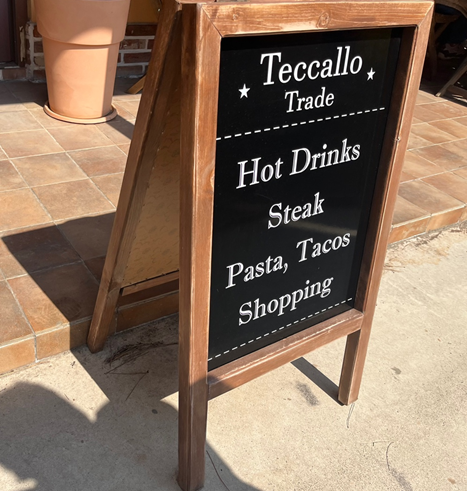 Teccallo
Trade
Hot Drinks
Steak
Pasta, Tacos
Shopping